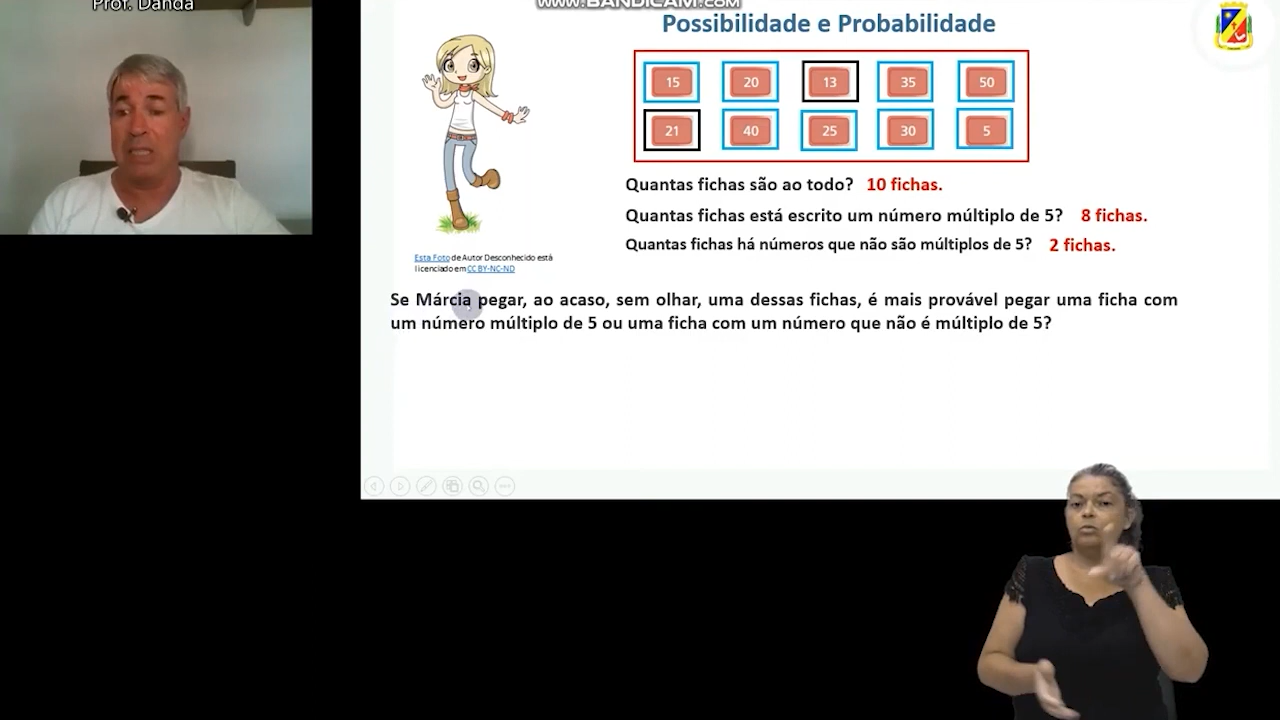 Prof. Danda
www.BANDICAM.com
Possibilidade e Probabilidade
15 20 13 35 50
21 40 25 30 5
Quantas fichas são ao todo? 10 fichas.
Quantas fichas está escrito um número múltiplo de 5? 8 fichas.
Quantas fichas há números que não são múltiplos de 5? 2 fichas.
Esta Foto de Autor Desconhecido está
licenciado em CC BY-NC-ND
Se Márcia pegar, ao acaso, sem olhar, uma dessas fichas, é mais provável pegar uma ficha com
um número múltiplo de 5 ou uma ficha com um número que não é múltiplo de 5?